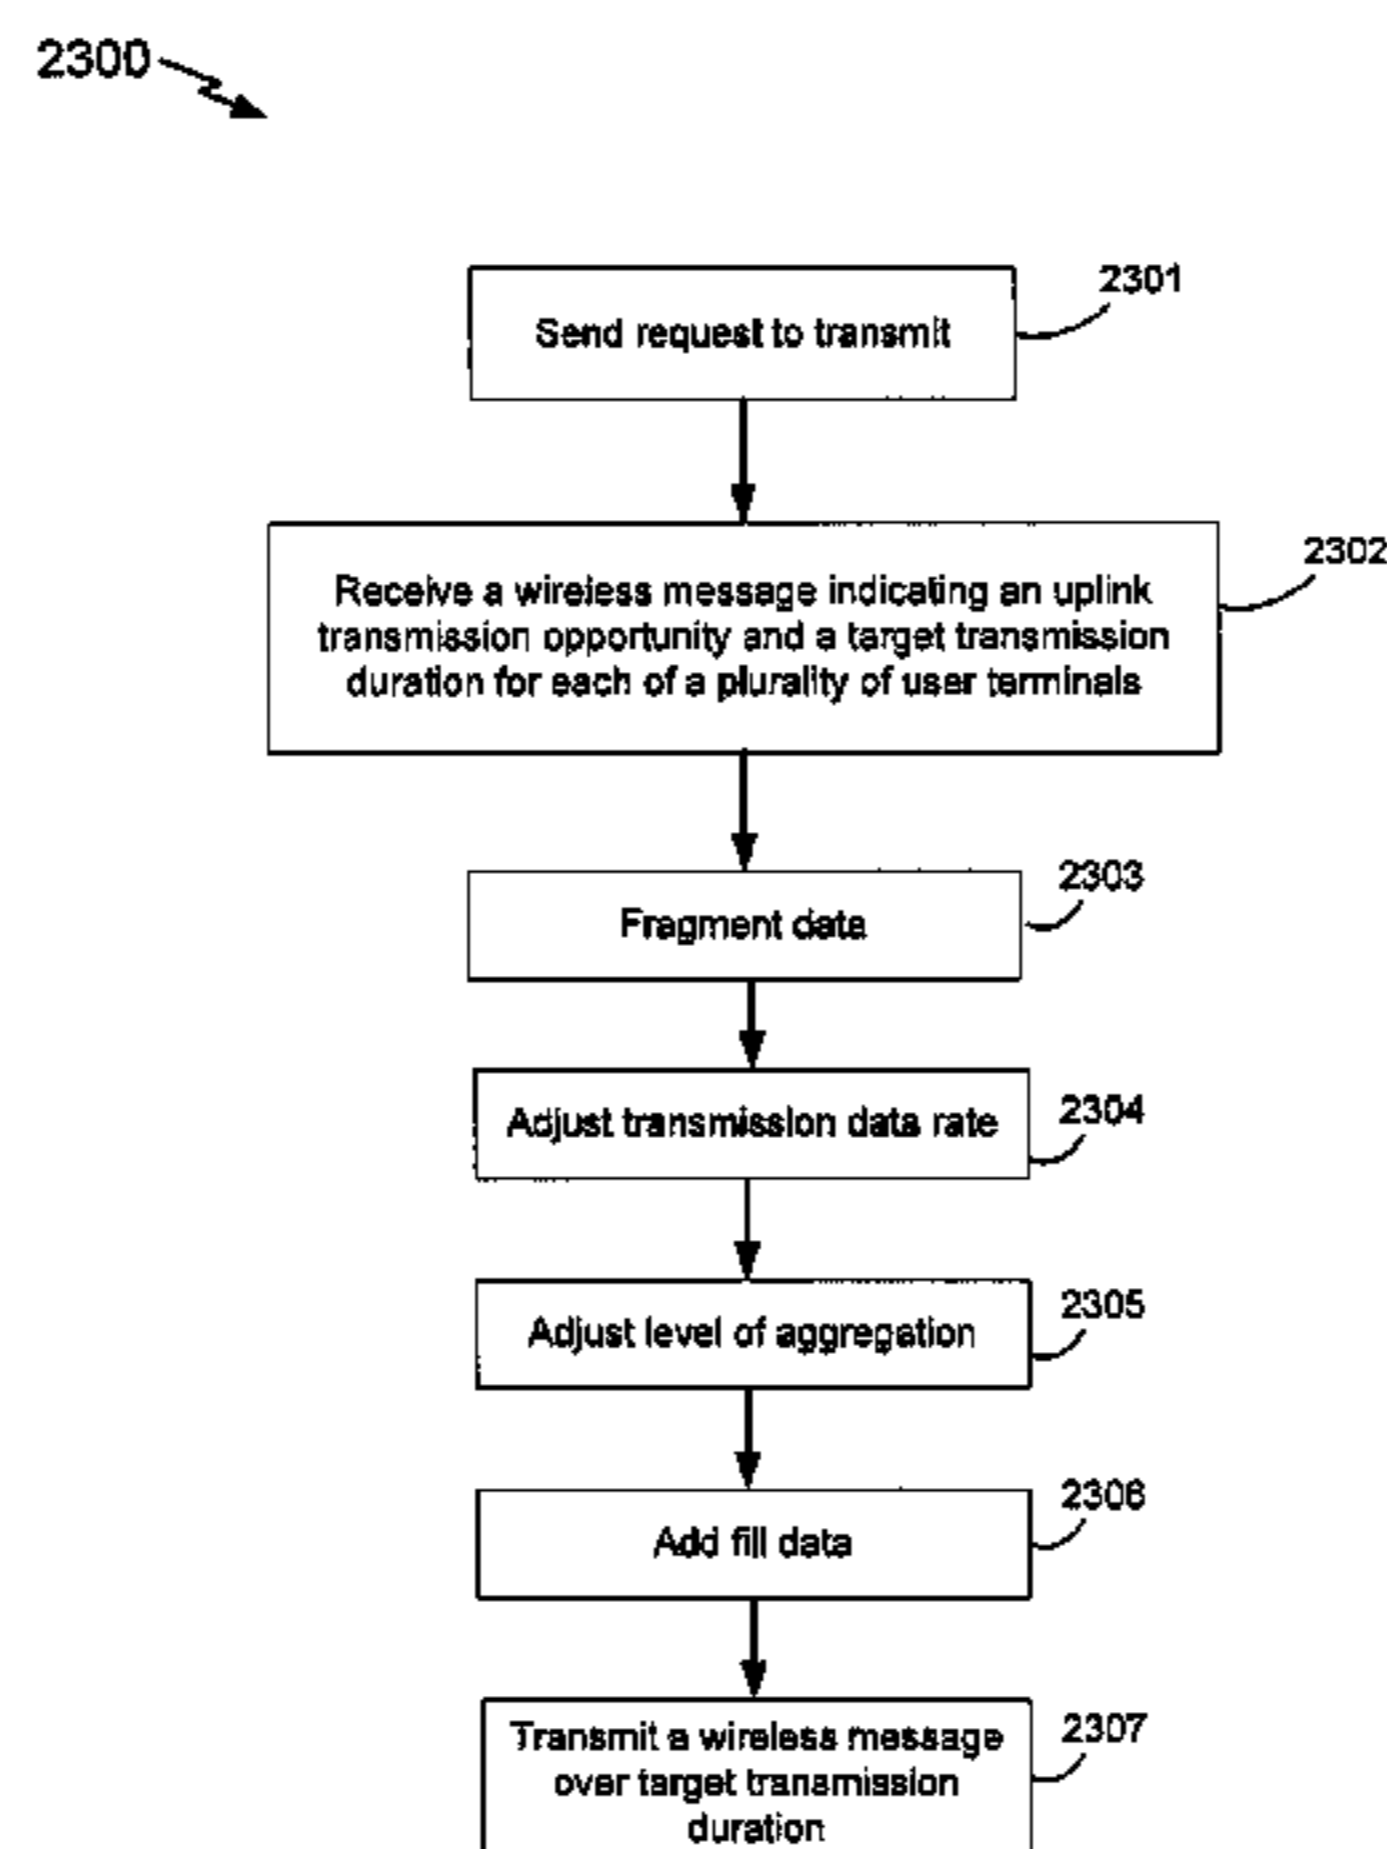 2300
2301
Send request to transmit
2302
Receive a wireless message indicating an uplink
transmission opportunity and a target transmission
duration for each of a plurality of user terminals
2303
Fragment data
2304
Adjust transmission data rate
2305
Adjust level of aggregation
2306
Add fill data
2307
Transmit a wireless message
over target transmission
duration